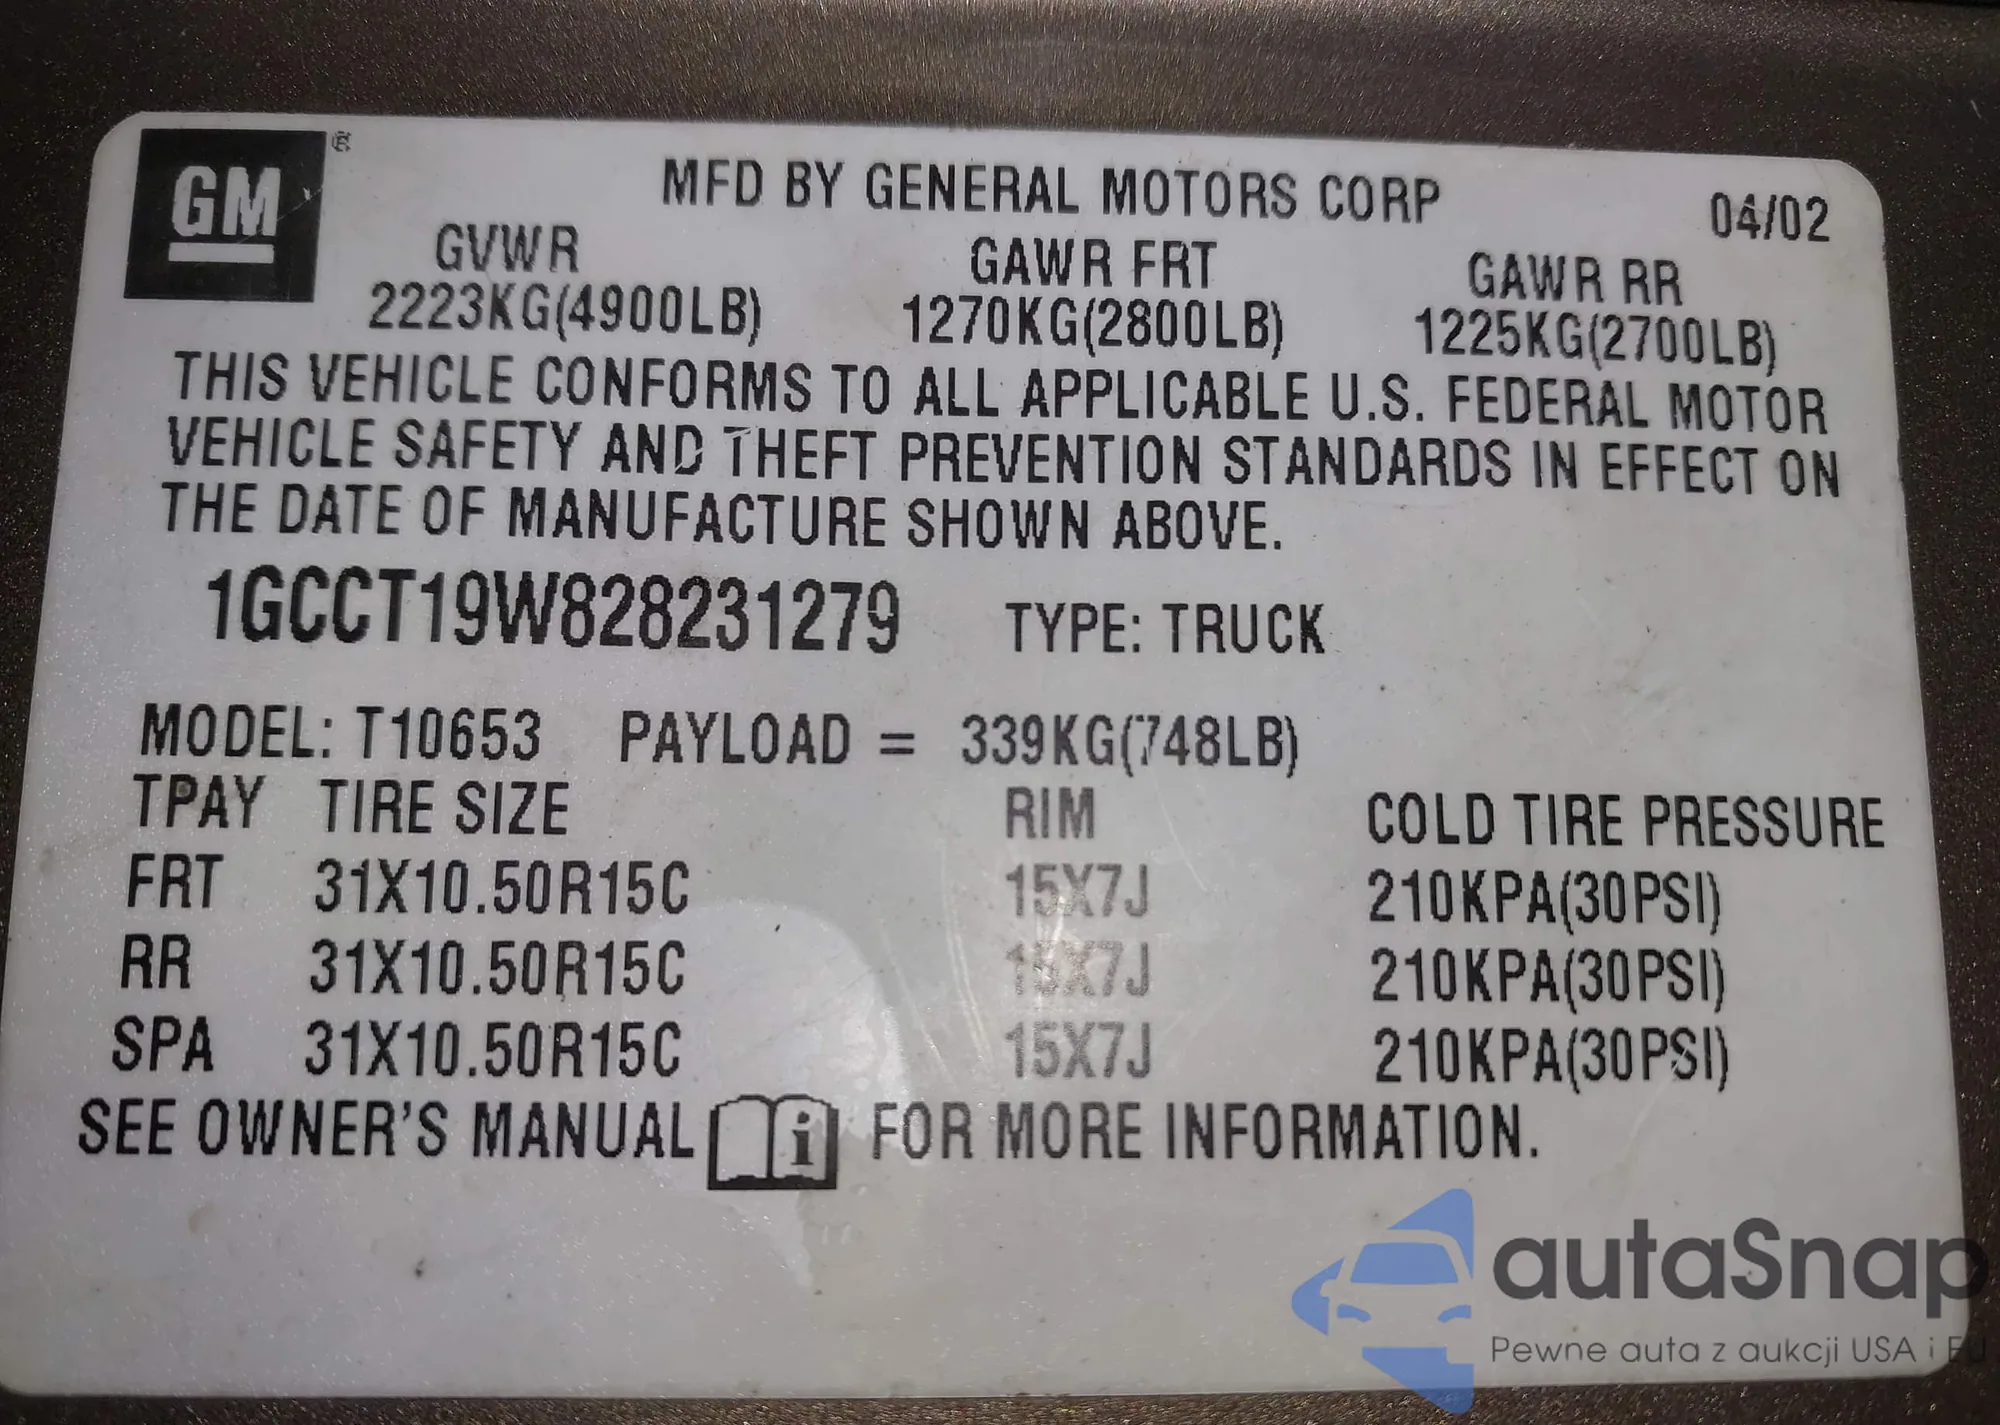 GM ®
MFD BY GENERAL MOTORS CORP 04/02
GVWR GAWR FRT GAWR RR
2223KG(4900LB) 1270KG(2800LB) 1225KG(2700LB)
THIS VEHICLE CONFORMS TO ALL APPLICABLE U.S. FEDERAL MOTOR
VEHICLE SAFETY AND THEFT PREVENTION STANDARDS IN EFFECT ON
THE DATE OF MANUFACTURE SHOWN ABOVE.
1GCCT19W828231279 TYPE: TRUCK
MODEL: T10653 PAYLOAD = 339KG(748LB)
TPAY TIRE SIZE RIM COLD TIRE PRESSURE
FRT 31X10.50R15C 15X7J 210KPA(30PSI)
RR 31X10.50R15C 15X7J 210KPA(30PSI)
SPA 31X10.50R15C 15X7J 210KPA(30PSI)
SEE OWNER'S MANUAL i FOR MORE INFORMATION.
autaSnap
Pewne auta z aukcji USA i EU